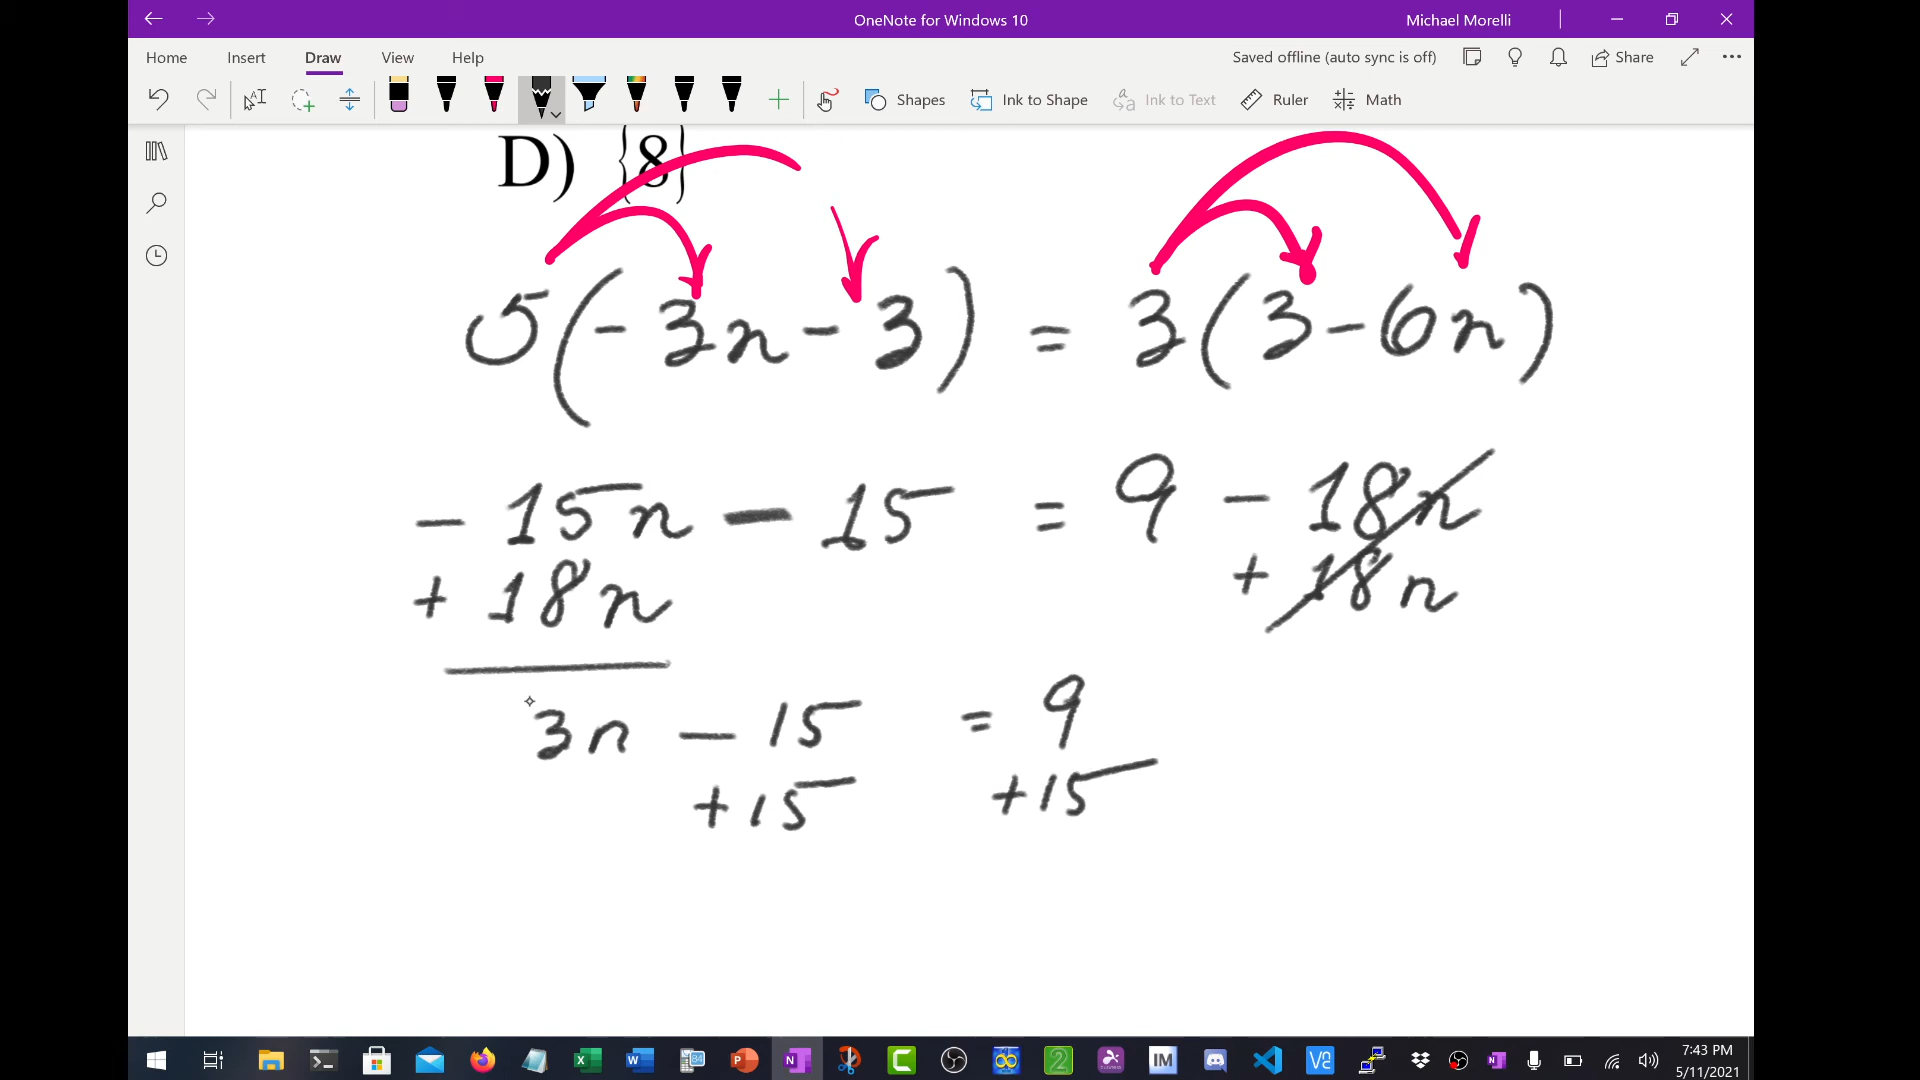 OneNote for Windows 10
Michael Morelli
Home Insert Draw View Help
Saved offline (auto sync is off) Share
Shapes Ink to Shape Ink to Text Ruler Math
D) {8}
5(-3n-3) = 3(3-6n)
- 15n - 15 = 9 - 18n
+ 18n + 18n
3n - 15 = 9
+15 +15
7:43 PM
5/11/2021